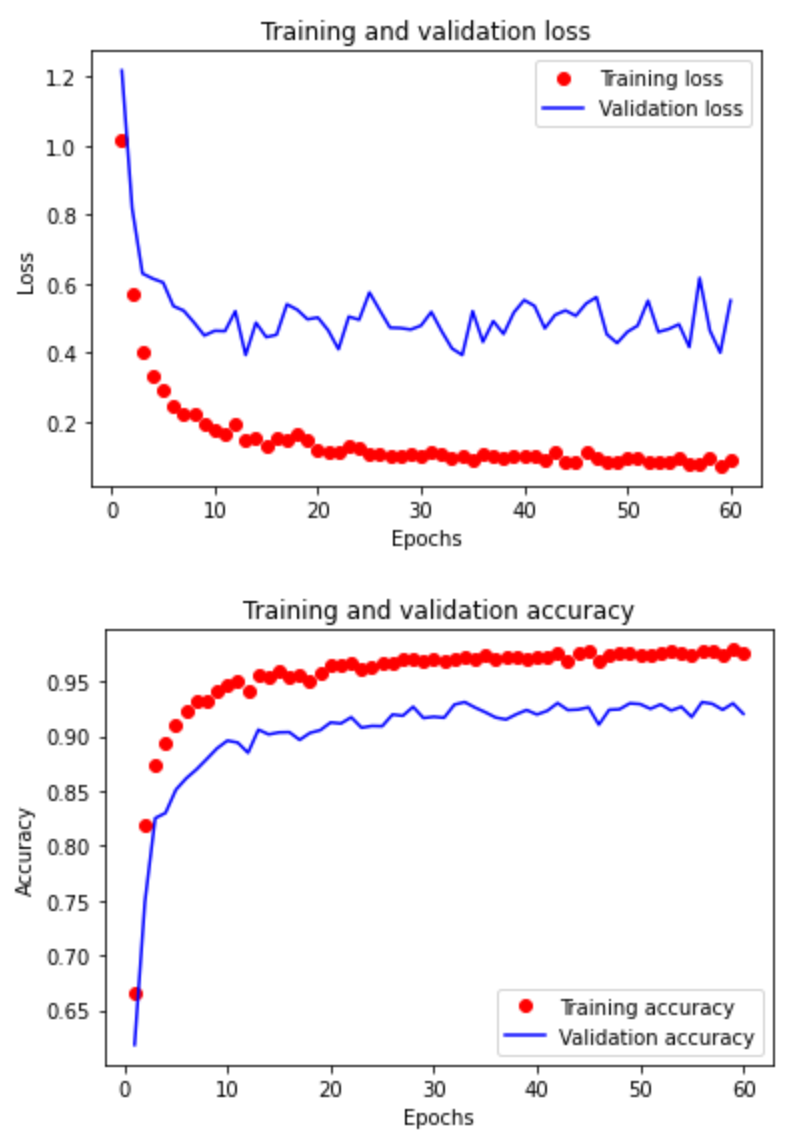 Training and validation loss
Training loss
Validation loss
1.2
1.0
0.8
0.6
0.4
0.2
Loss
0 10 20 30 40 50 60
Epochs
Training and validation accuracy
0.95
0.90
0.85
0.80
0.75
0.70
0.65
Accuracy
Training accuracy
Validation accuracy
0 10 20 30 40 50 60
Epochs